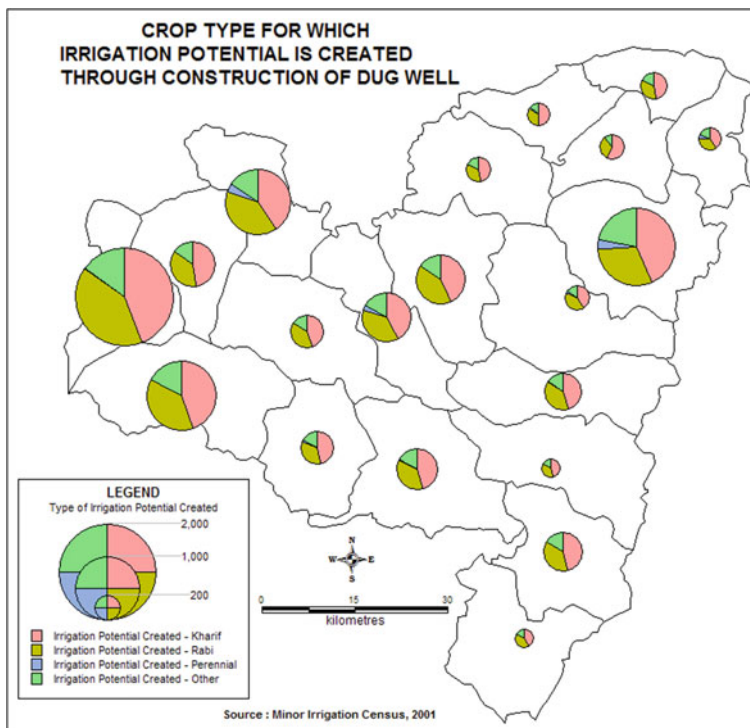 CROP TYPE FOR WHICH
IRRIGATION POTENTIAL IS CREATED
THROUGH CONSTRUCTION OF DUG WELL
LEGEND
Type of Irrigation Potential Created
2,000
1,000
200
Irrigation Potential Created - Kharif
Irrigation Potential Created - Rabi
Irrigation Potential Created - Perennial
Irrigation Potential Created - Other
N
W E
S
0 15 30
kilometres
Source : Minor Irrigation Census, 2001